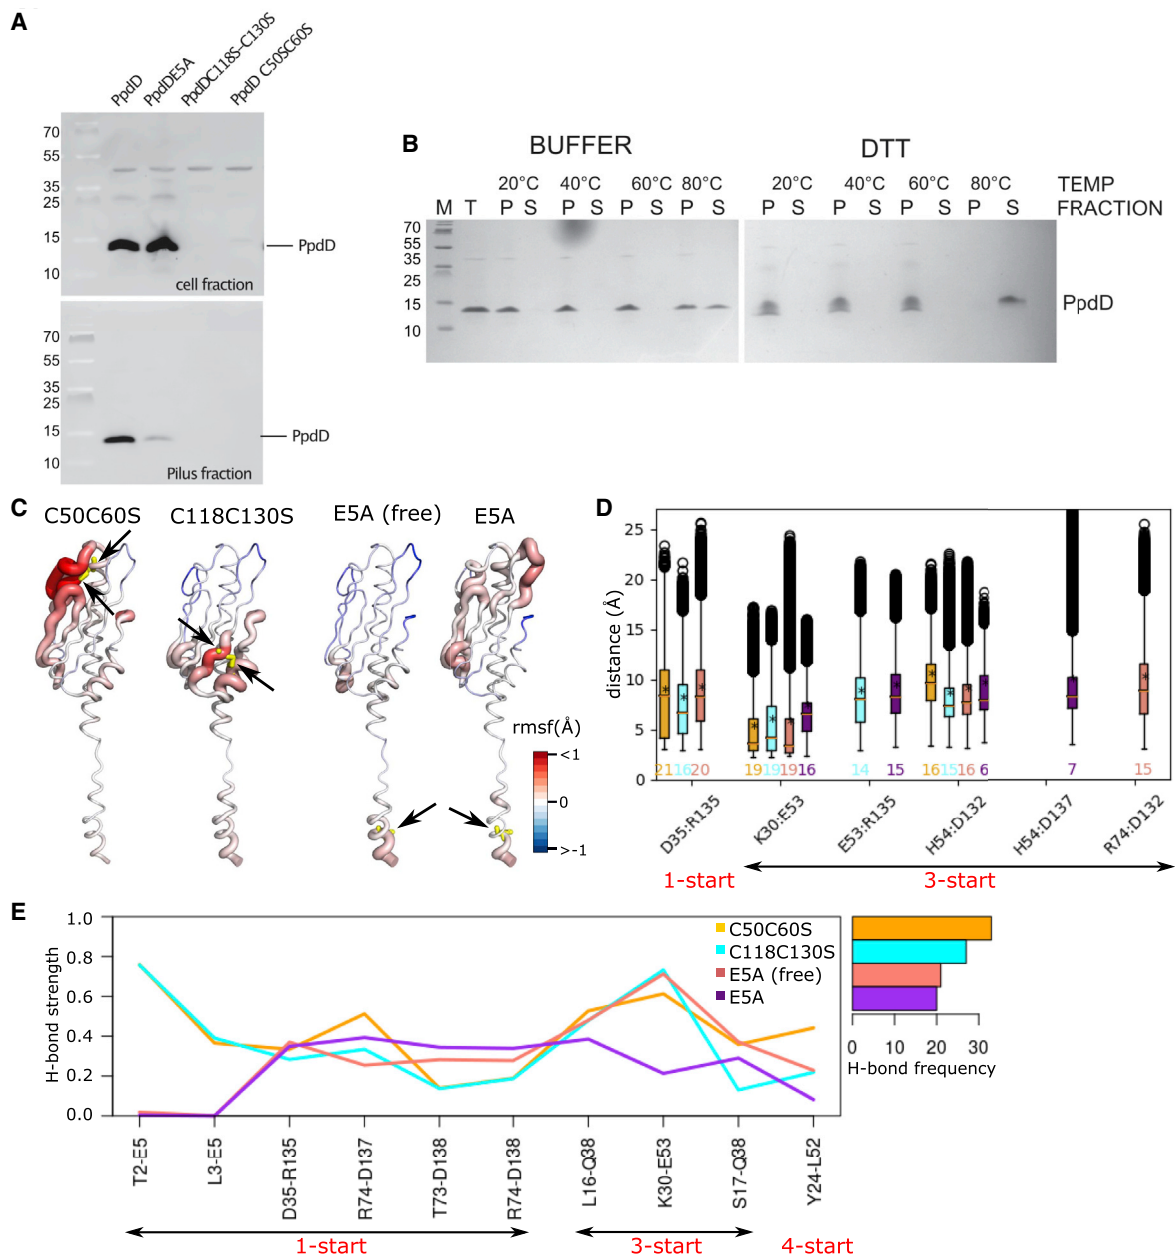 A
PpdD
PpdDE5A
PpdDC118S-C130S
PpdD C50SC60S
70
55
35
25
15
10
PpdD
cell fraction
70
55
35
25
15
10
PpdD
Pilus fraction
B
BUFFER
DTT
20°C 40°C 60°C 80°C 20°C 40°C 60°C 80°C TEMP
M T P S P S P S P S P S P S P S P S FRACTION
70
55
35
25
15
10
PpdD
C
C50C60S
C118C130S
E5A (free)
E5A
rmsf(Å)
<1
0
>-1
D
distance (Å)
25
20
15
10
5
0
21 16 20 19 19 19 16 14 15 16 15 16 6 7 15
D35:R135
K30:E53
E53:R135
H54:D132
H54:D137
R74:D132
1-start
3-start
E
H-bond strength
1.0
0.8
0.6
0.4
0.2
0.0
C50C60S
C118C130S
E5A (free)
E5A
0 10 20 30
H-bond frequency
T2-E5
L3-E5
D35-R135
R74-D137
T73-D138
R74-D138
L16-Q38
K30-E53
S17-Q38
Y24-L52
1-start
3-start
4-start